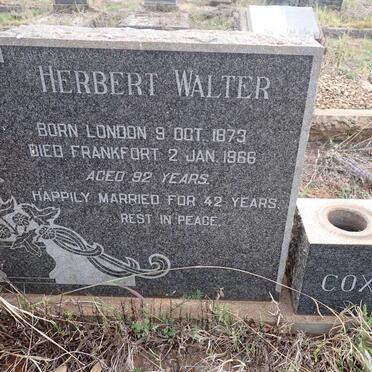 HERBERT WALTER
BORN LONDON 9 OCT. 1873
DIED FRANKFORT 2 JAN. 1966
AGED 92 YEARS.
HAPPILY MARRIED FOR 42 YEARS.
REST IN PEACE.
COX